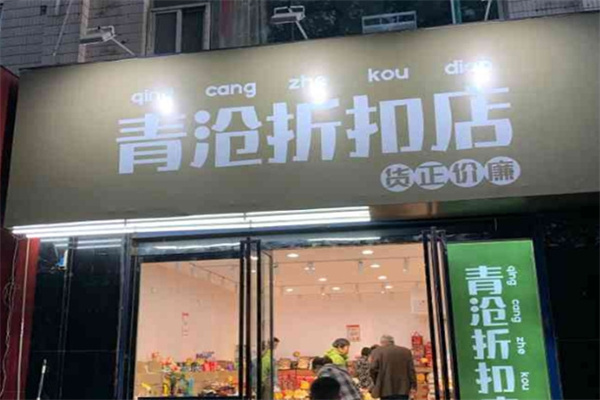 qing cang zhe kou dian
青沧折扣店
货正价廉
青沧折扣
qing cang zhe kou